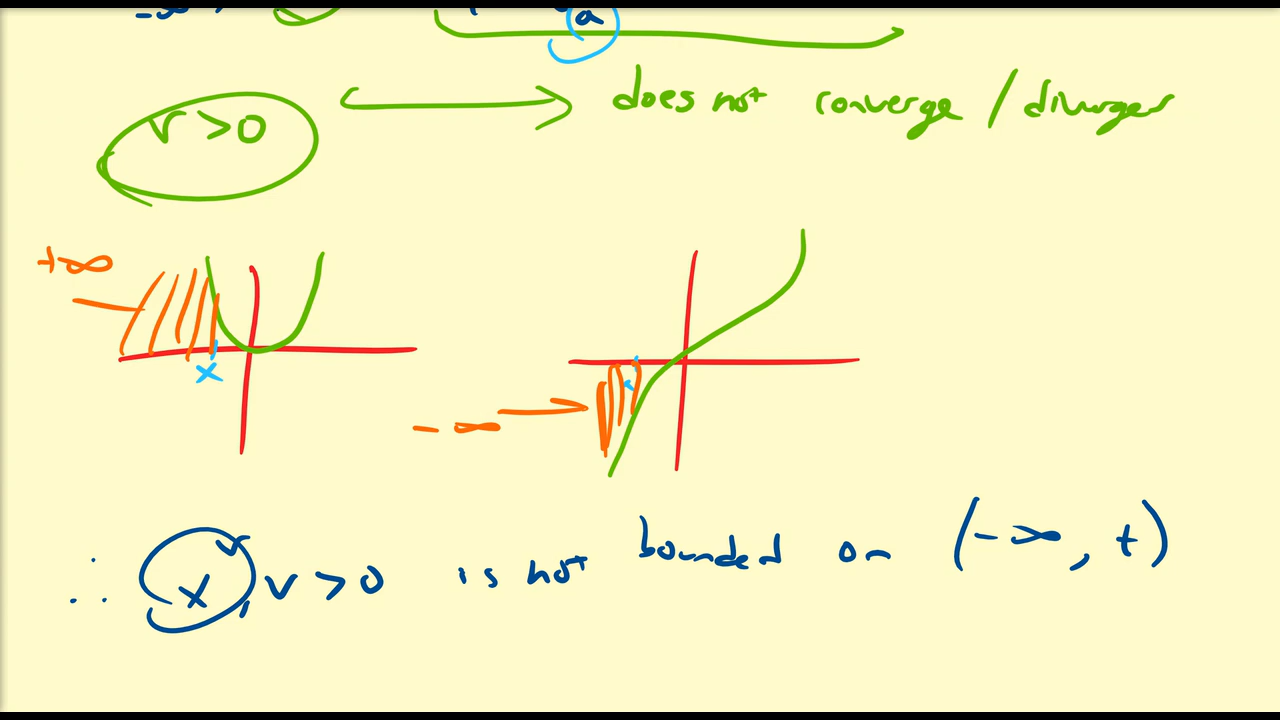 -∞ a
v > 0 → does not converge / diverges
+∞
x
- ∞ →
∴ x^v, v > 0 is not bounded on (-∞, t)